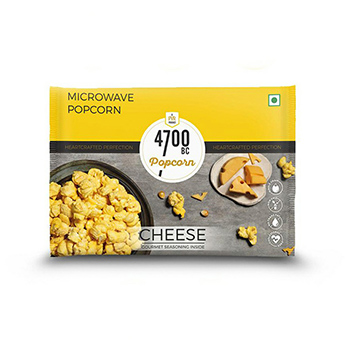 MICROWAVE
POPCORN
HEARTCRAFTED PERFECTION
4700
BC
Popcorn
HEARTCRAFTED PERFECTION
CHEESE
GOURMET SEASONING INSIDE